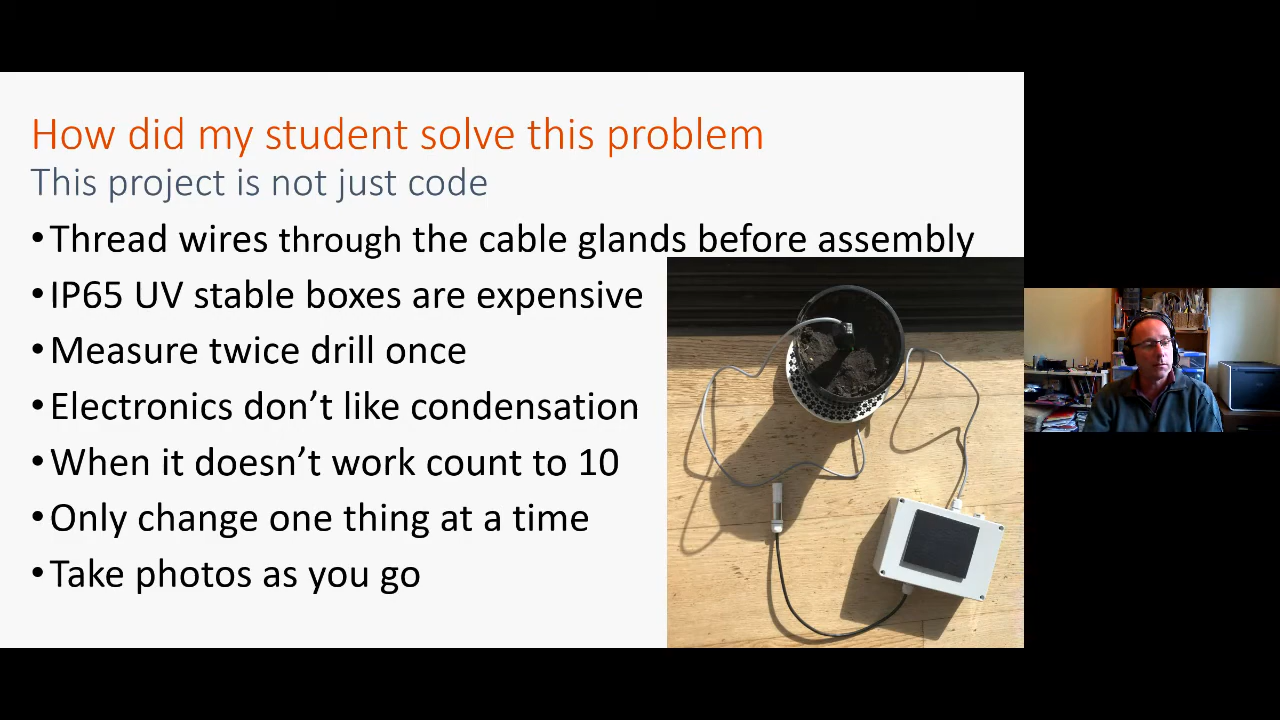 How did my student solve this problem
This project is not just code
•Thread wires through the cable glands before assembly
•IP65 UV stable boxes are expensive
•Measure twice drill once
•Electronics don’t like condensation
•When it doesn’t work count to 10
•Only change one thing at a time
•Take photos as you go